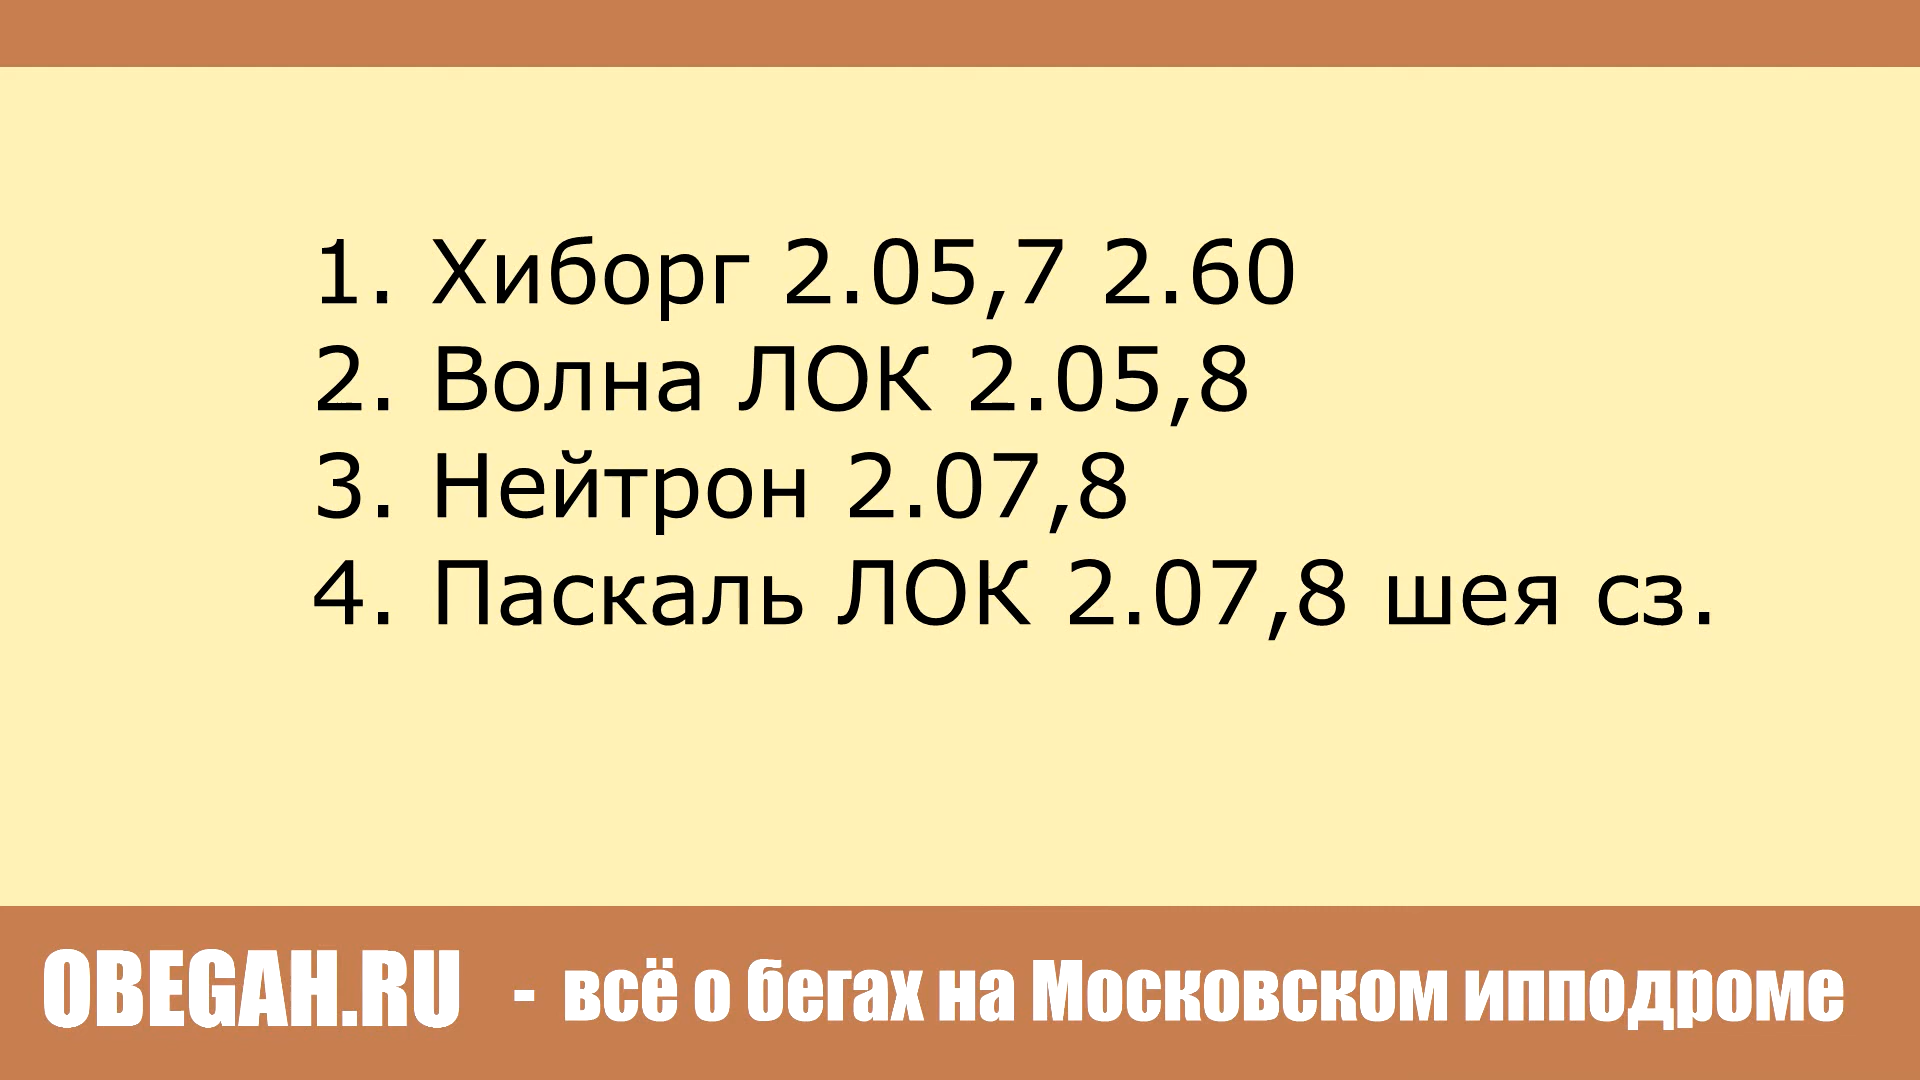 1. Хиборг 2.05,7 2.60
2. Волна ЛОК 2.05,8
3. Нейтрон 2.07,8
4. Паскаль ЛОК 2.07,8 шея сз.
OBEGAH.RU - всё о бегах на Московском ипподроме